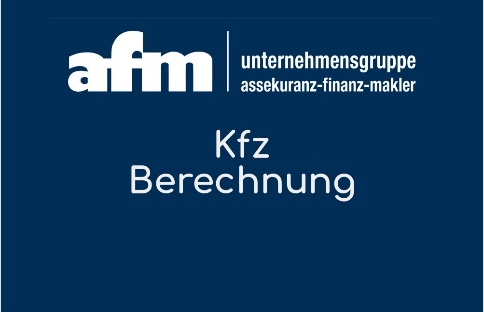 afm
unternehmensgruppe
assekuranz-finanz-makler
Kfz
Berechnung